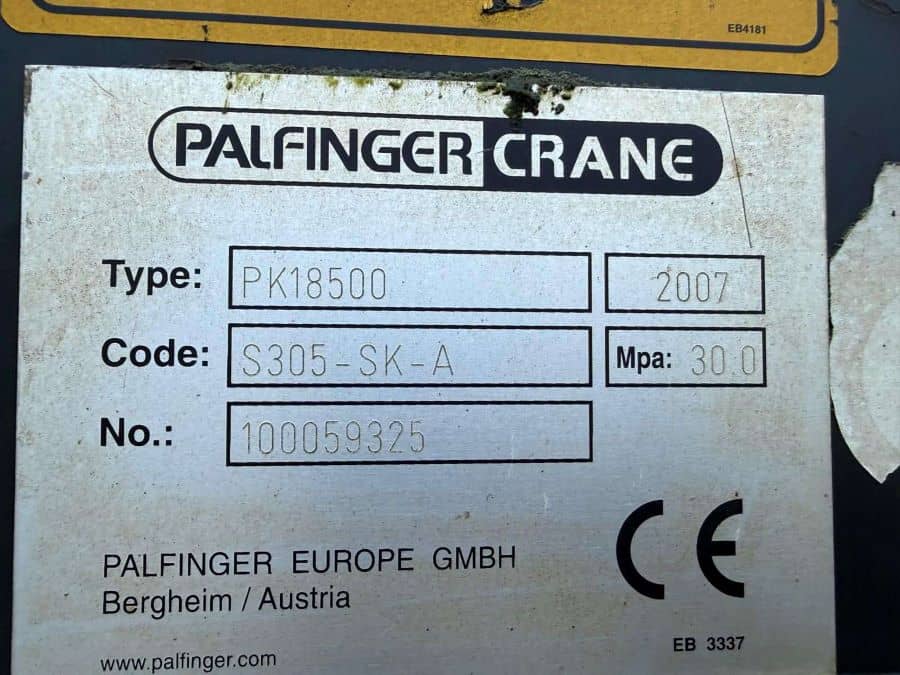 EB4181
PALFINGER CRANE
Type: PK18500 2007
Code: S305-SK-A Mpa: 30.0
No.: 100059325
CE
PALFINGER EUROPE GMBH
Bergheim / Austria
EB 3337
www.palfinger.com